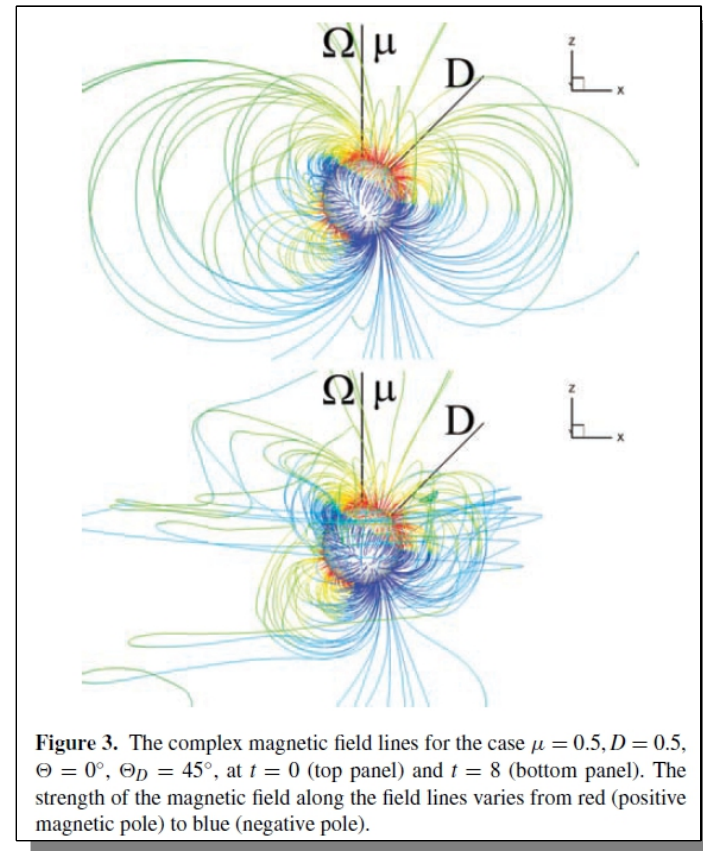 Ω μ
D
z
x
Ω μ
D
z
x
Figure 3. The complex magnetic field lines for the case μ = 0.5, D = 0.5,
Θ = 0°, Θ_D = 45°, at t = 0 (top panel) and t = 8 (bottom panel). The
strength of the magnetic field along the field lines varies from red (positive
magnetic pole) to blue (negative pole).